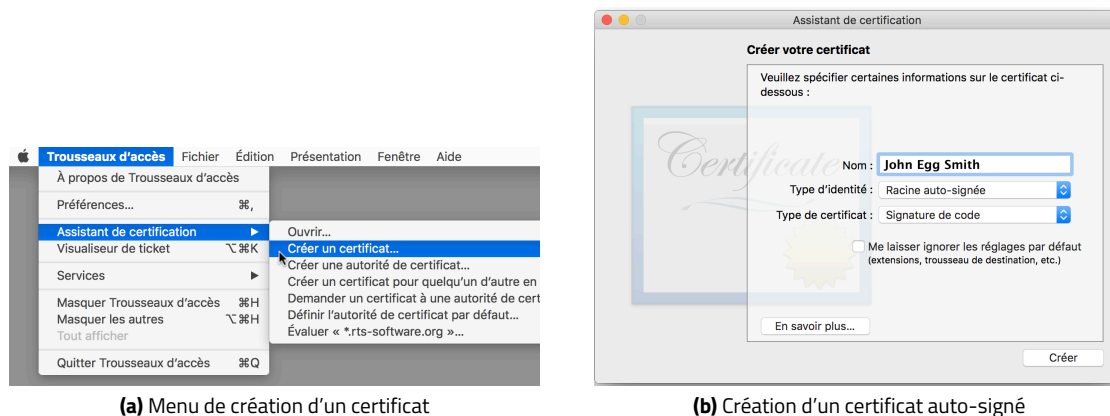 Trousseaux d'accès Fichier Édition Présentation Fenêtre Aide
À propos de Trousseaux d'accès
Préférences... ⌘,
Assistant de certification ▶
Visualiseur de ticket ⌥⌘K
Services ▶
Masquer Trousseaux d'accès ⌘H
Masquer les autres ⌥⌘H
Tout afficher
Quitter Trousseaux d'accès ⌘Q
Ouvrir...
Créer un certificat...
Créer une autorité de certificat...
Créer un certificat pour quelqu'un d'autre en
Demander un certificat à une autorité de cert
Définir l'autorité de certificat par défaut...
Évaluer « *.rts-software.org »...
(a) Menu de création d'un certificat
Assistant de certification
Créer votre certificat
Veuillez spécifier certaines informations sur le certificat ci-
dessous :
Certificate
Nom : John Egg Smith
Type d'identité : Racine auto-signée
Type de certificat : Signature de code
Me laisser ignorer les réglages par défaut
(extensions, trousseau de destination, etc.)
En savoir plus...
Créer
(b) Création d'un certificat auto-signé